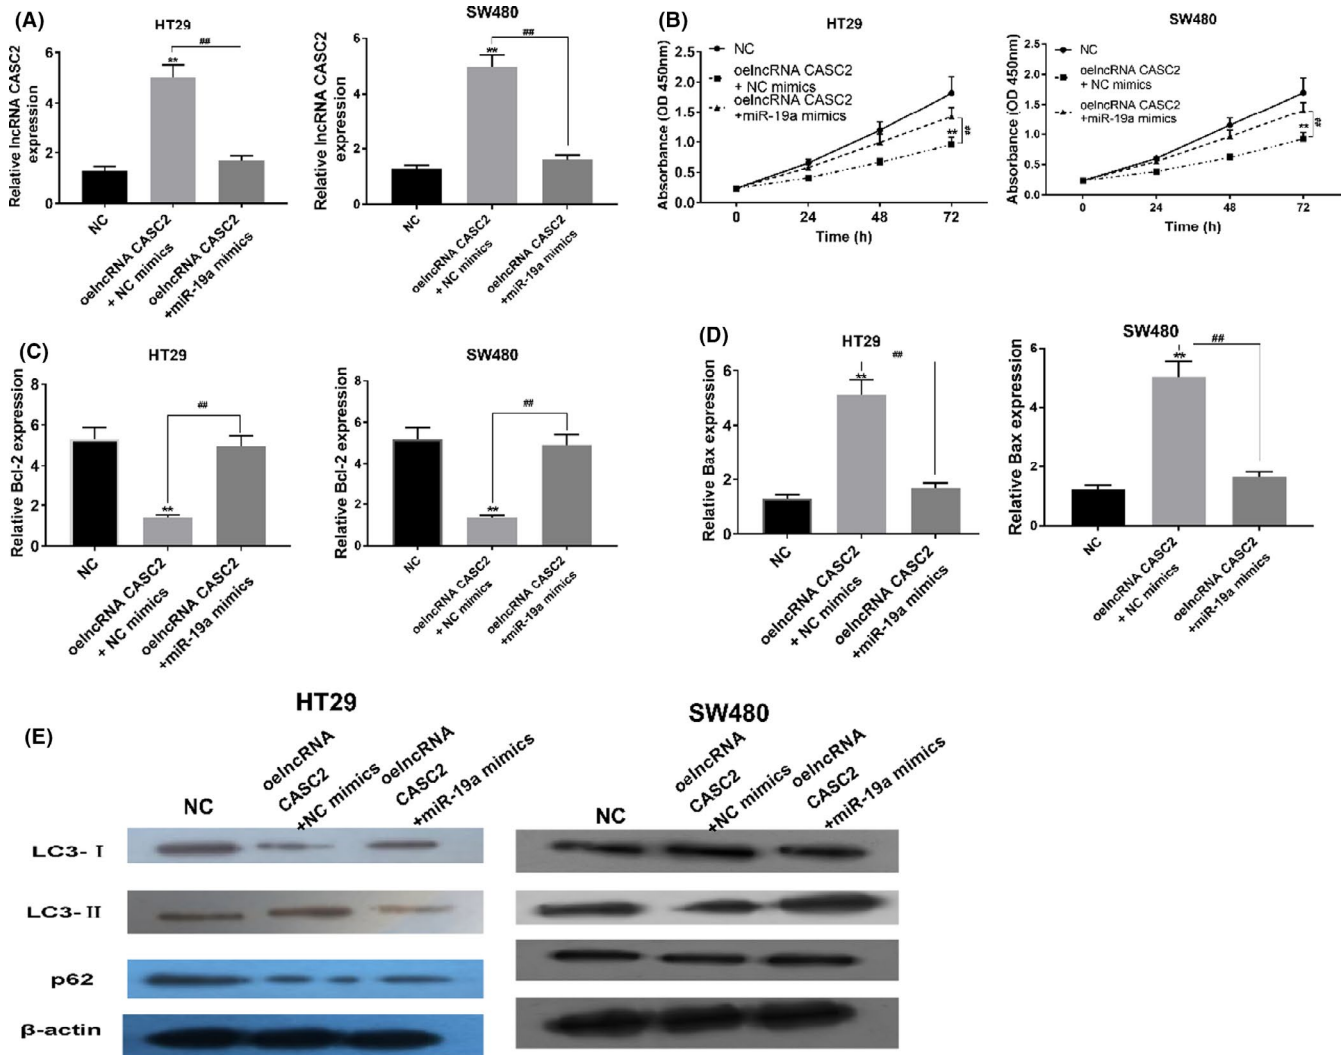 (A)
HT29
Relative lncRNA CASC2
expression
6
4
2
0
**
##
NC
oelncRNA CASC2
+ NC mimics
oelncRNA CASC2
+miR-19a mimics
SW480
Relative lncRNA CASC2
expression
6
4
2
0
**
##
NC
oelncRNA CASC2
+ NC mimics
oelncRNA CASC2
+miR-19a mimics
(B)
HT29
Absorbance (OD 450nm)
2.5
2.0
1.5
1.0
0.5
0.0
NC
oelncRNA CASC2
+ NC mimics
oelncRNA CASC2
+miR-19a mimics
**
##
0
24
48
72
Time (h)
SW480
Absorbance (OD 450nm)
2.5
2.0
1.5
1.0
0.5
0.0
NC
oelncRNA CASC2
+ NC mimics
oelncRNA CASC2
+miR-19a mimics
**
##
0
24
48
72
Time (h)
(C)
HT29
Relative Bcl-2 expression
8
6
4
2
0
**
##
NC
oelncRNA CASC2
+ NC mimics
oelncRNA CASC2
+miR-19a mimics
SW480
Relative Bcl-2 expression
8
6
4
2
0
**
##
NC
oelncRNA CASC2
+ NC mimics
oelncRNA CASC2
+miR-19a mimics
(D)
HT29
Relative Bax expression
6
4
2
0
**
##
NC
oelncRNA CASC2
+ NC mimics
oelncRNA CASC2
+miR-19a mimics
SW480
Relative Bax expression
6
4
2
0
**
##
NC
oelncRNA CASC2
+ NC mimics
oelncRNA CASC2
+miR-19a mimics
(E)
HT29
NC
oelncRNA
CASC2
+NC mimics
oelncRNA
CASC2
+miR-19a mimics
SW480
NC
oelncRNA
CASC2
+NC mimics
oelncRNA
CASC2
+miR-19a mimics
LC3- I
LC3- II
p62
β-actin